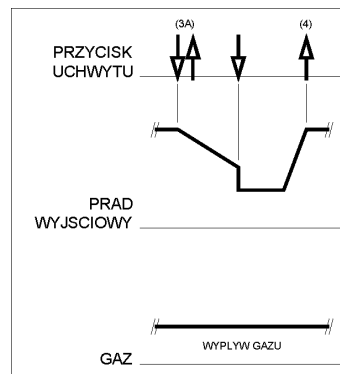 (3A)
(4)
PRZYCISK
UCHWYTU
PRAD
WYJSCIOWY
WYPLYW GAZU
GAZ